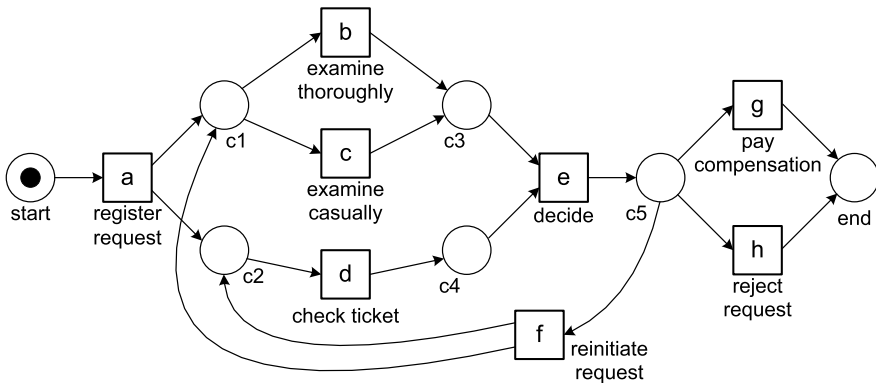 b
examine
thoroughly
c1
c3
c
examine
casually
g
pay
compensation
start
a
register
request
e
decide
c5
end
c2
d
check ticket
c4
h
reject
request
f
reinitiate
request